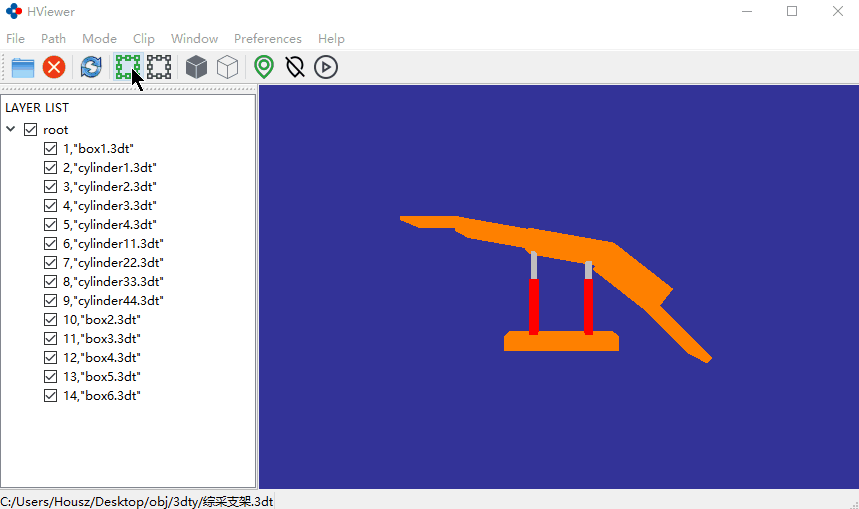 HViewer
File Path Mode Clip Window Preferences Help
LAYER LIST
root
1,"box1.3dt"
2,"cylinder1.3dt"
3,"cylinder2.3dt"
4,"cylinder3.3dt"
5,"cylinder4.3dt"
6,"cylinder11.3dt"
7,"cylinder22.3dt"
8,"cylinder33.3dt"
9,"cylinder44.3dt"
10,"box2.3dt"
11,"box3.3dt"
12,"box4.3dt"
13,"box5.3dt"
14,"box6.3dt"
C:/Users/Housz/Desktop/obj/3dty/综采支架.3dt